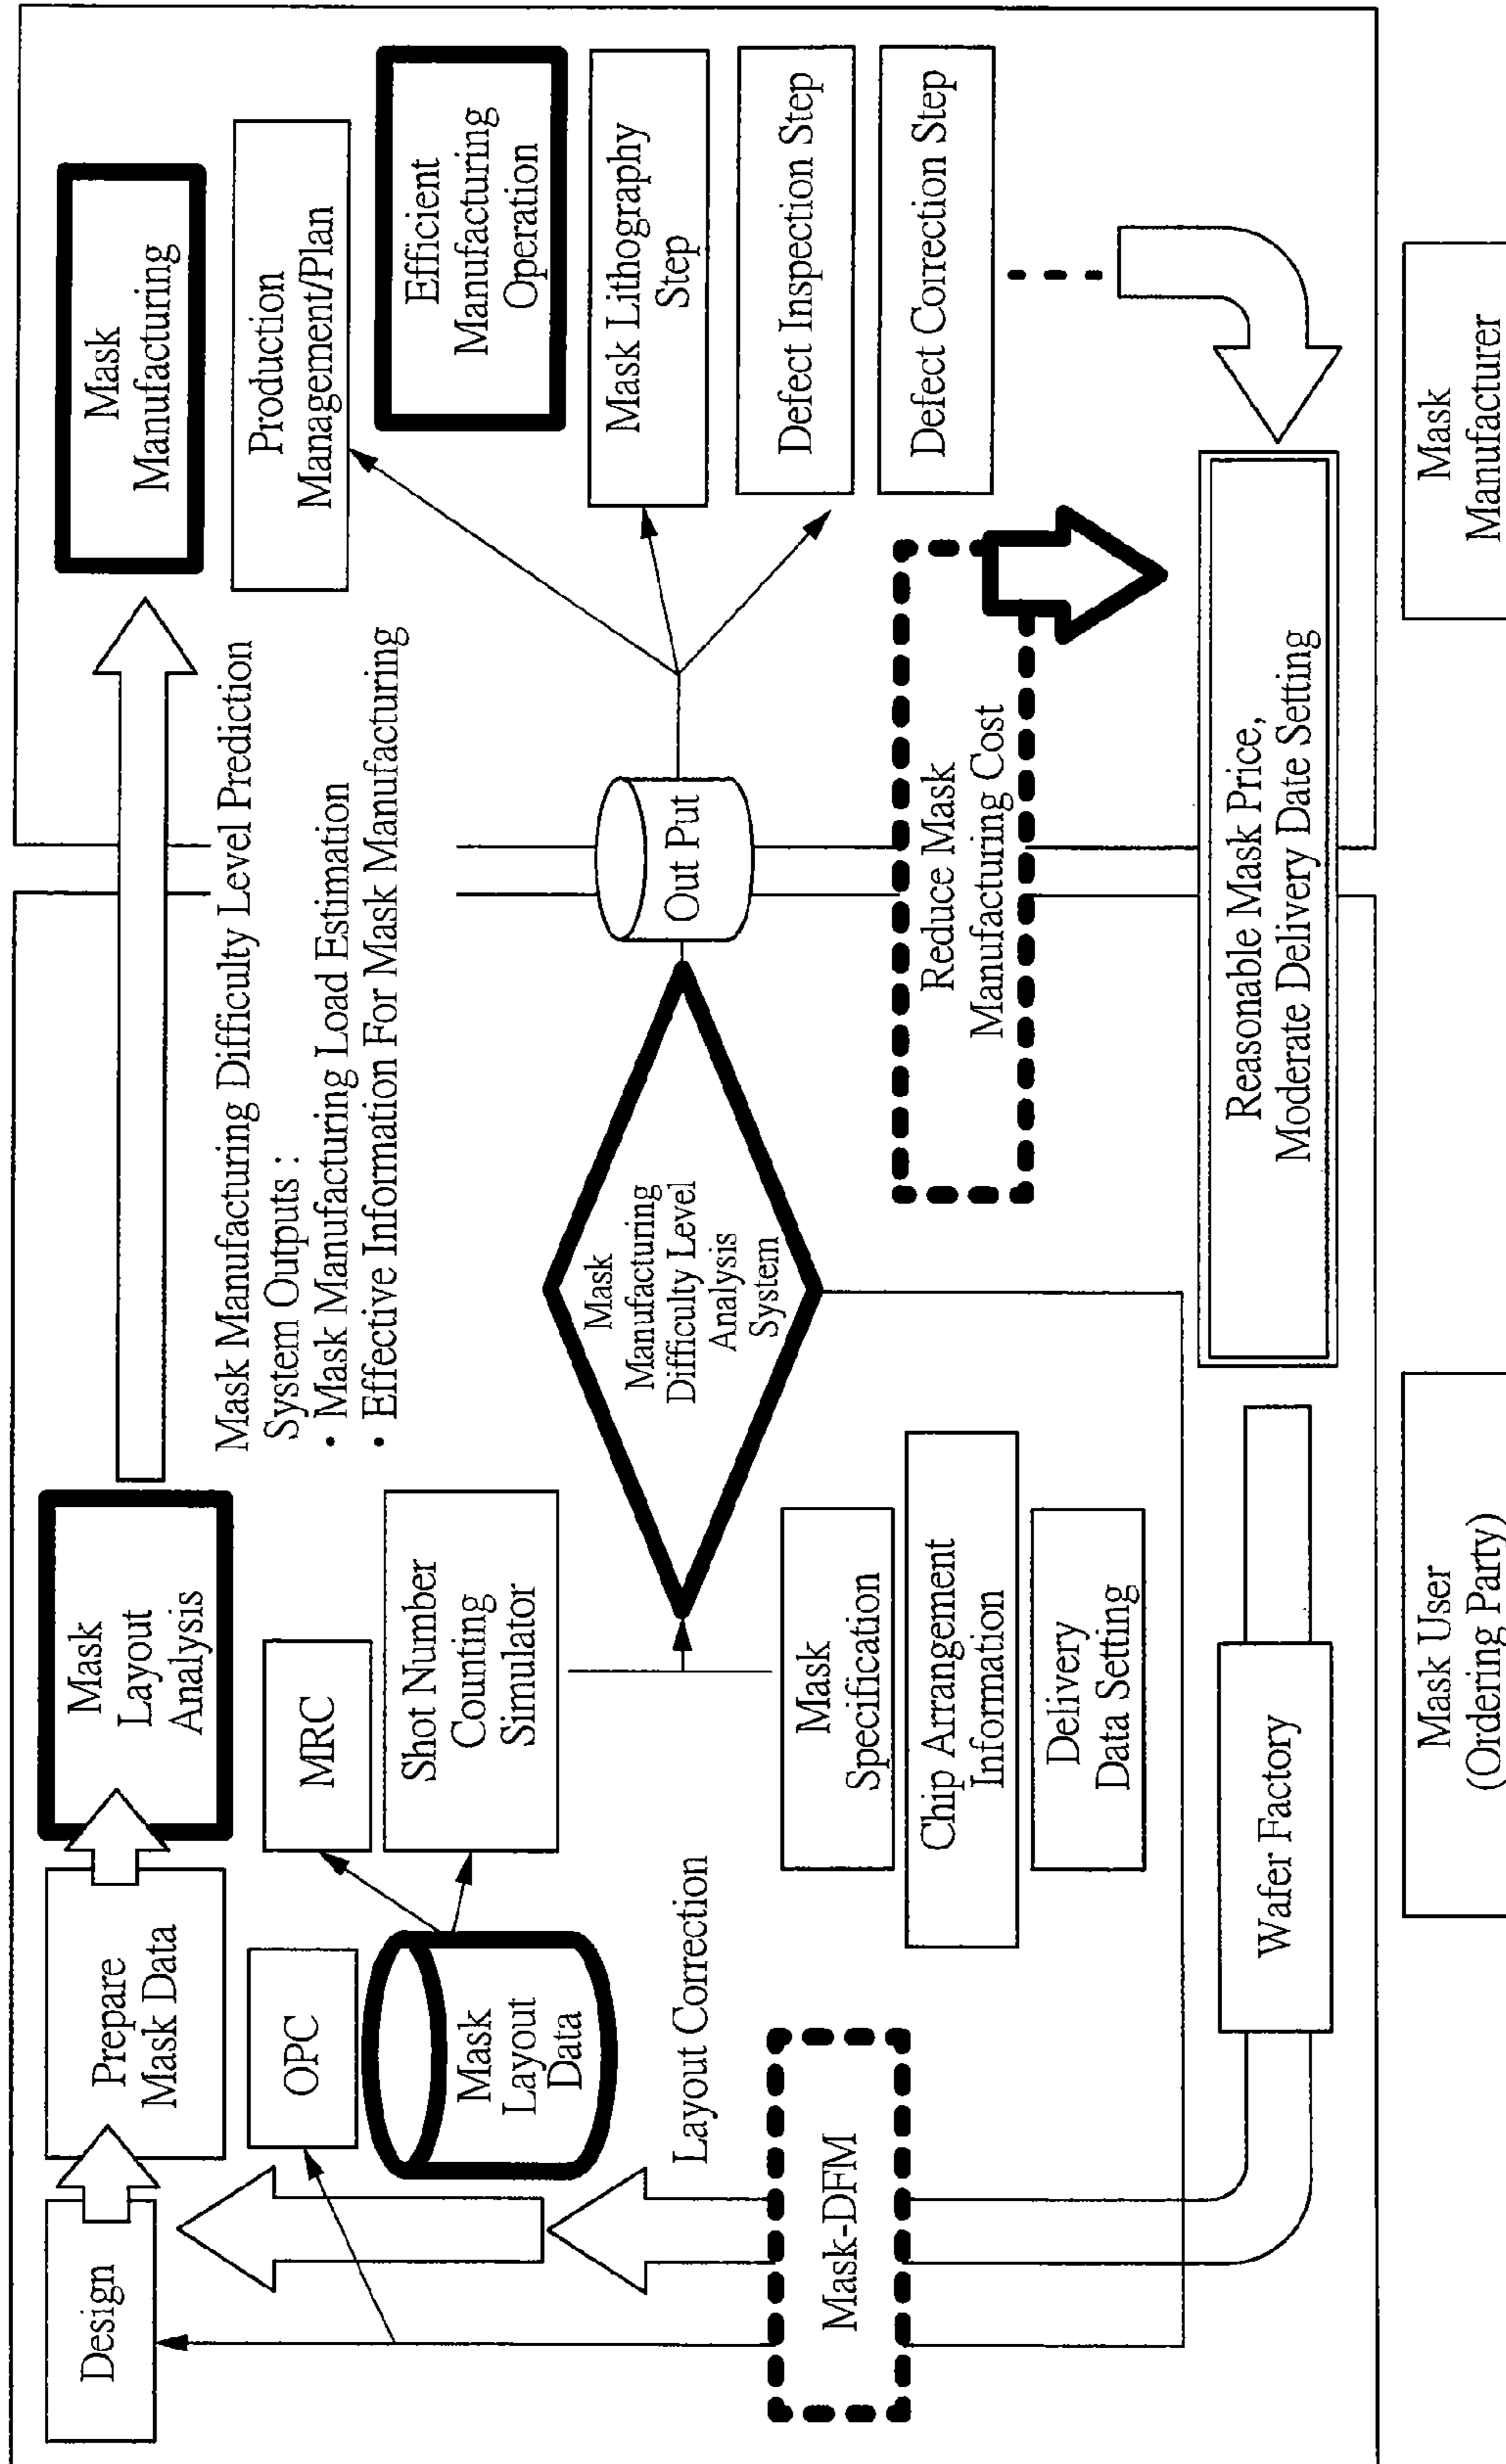 Design
Prepare
Mask Data
Mask
Layout
Analysis
Mask
Manufacturing
OPC
MRC
Mask Manufacturing Difficulty Level Prediction
System Outputs :
• Mask Manufacturing Load Estimation
• Effective Information For Mask Manufacturing
Production
Management/Plan
Mask
Layout
Data
Shot Number
Counting
Simulator
Efficient
Manufacturing
Operation
Layout Correction
Mask
Manufacturing
Difficulty Level
Analysis
System
Out Put
Mask Lithography
Step
Mask-DFM
Mask
Specification
Defect Inspection Step
Chip Arrangement
Information
Reduce Mask
Manufacturing Cost
Defect Correction Step
Delivery
Data Setting
Wafer Factory
Reasonable Mask Price,
Moderate Delivery Date Setting
Mask User
(Ordering Party)
Mask
Manufacturer